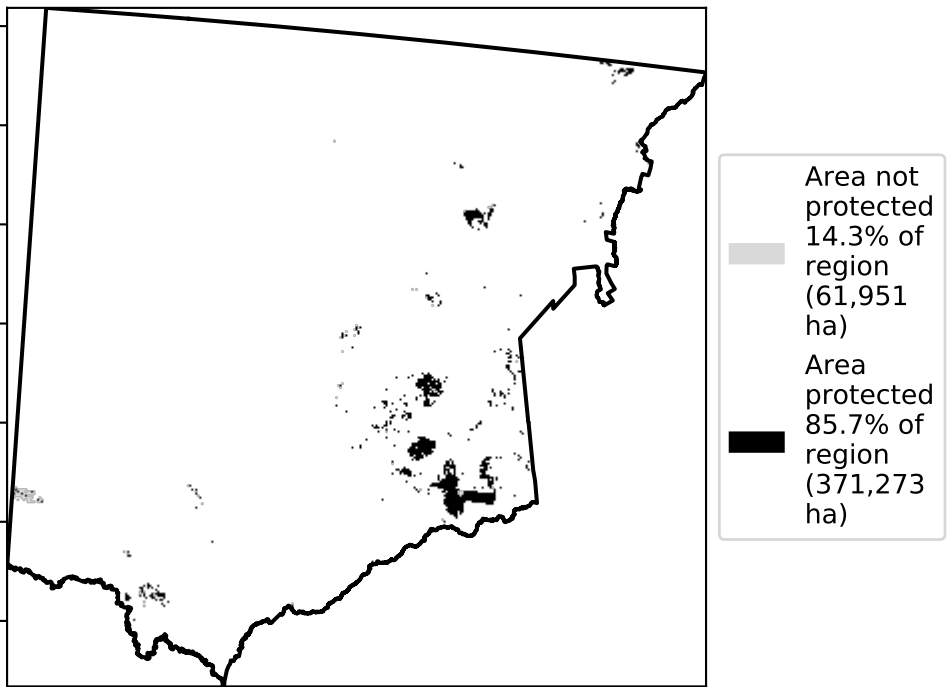 Area not
protected
14.3% of
region
(61,951
ha)
Area
protected
85.7% of
region
(371,273
ha)